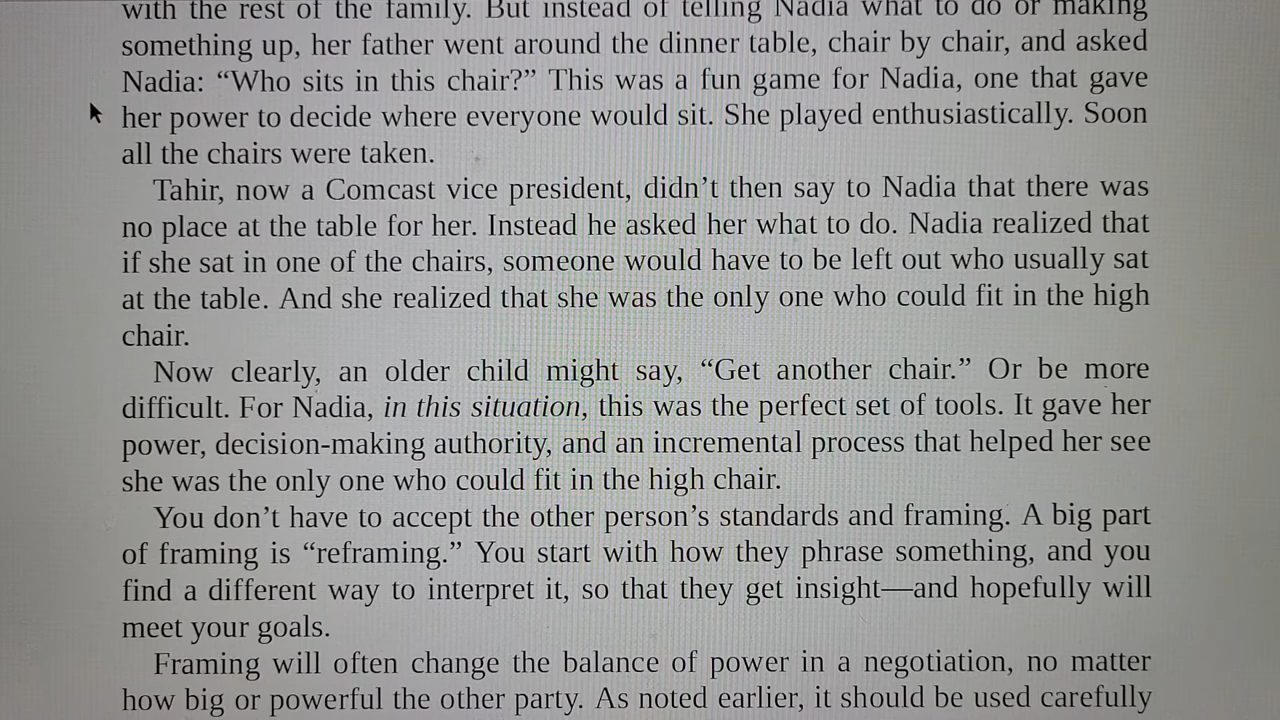 with the rest of the family. But instead of telling Nadia what to do or making
something up, her father went around the dinner table, chair by chair, and asked
Nadia: “Who sits in this chair?” This was a fun game for Nadia, one that gave
her power to decide where everyone would sit. She played enthusiastically. Soon
all the chairs were taken.
Tahir, now a Comcast vice president, didn’t then say to Nadia that there was
no place at the table for her. Instead he asked her what to do. Nadia realized that
if she sat in one of the chairs, someone would have to be left out who usually sat
at the table. And she realized that she was the only one who could fit in the high
chair.
Now clearly, an older child might say, “Get another chair.” Or be more
difficult. For Nadia, in this situation, this was the perfect set of tools. It gave her
power, decision-making authority, and an incremental process that helped her see
she was the only one who could fit in the high chair.
You don’t have to accept the other person’s standards and framing. A big part
of framing is “reframing.” You start with how they phrase something, and you
find a different way to interpret it, so that they get insight—and hopefully will
meet your goals.
Framing will often change the balance of power in a negotiation, no matter
how big or powerful the other party. As noted earlier, it should be used carefully